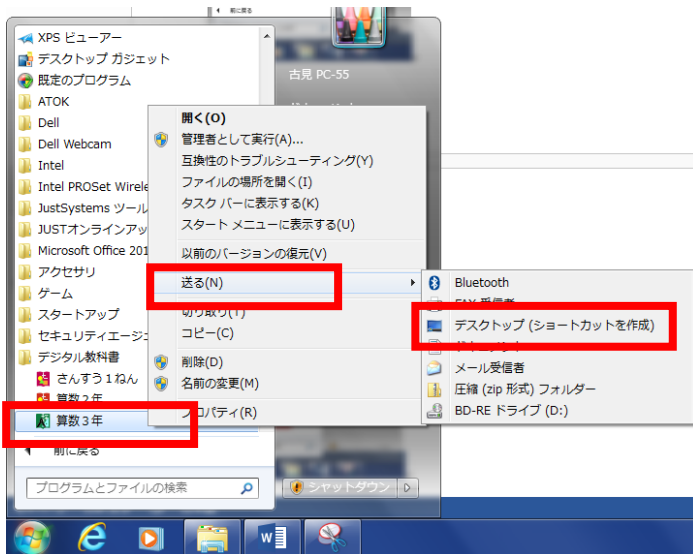 前に戻る
XPS ビューアー
デスクトップ ガジェット
既定のプログラム
ATOK
Dell
Dell Webcam
Intel
Intel PROSet Wirele
JustSystems ツール
JUSTオンラインアッ
Microsoft Office 201
アクセサリ
ゲーム
スタートアップ
セキュリティエージェ
デジタル教科書
さんすう1ねん
算数2年
算数3年
前に戻る
プログラムとファイルの検索
古見 PC-55
開く(O)
管理者として実行(A)...
互換性のトラブルシューティング(Y)
ファイルの場所を開く(I)
タスク バーに表示する(K)
スタート メニューに表示する(U)
以前のバージョンの復元(V)
送る(N)
切り取り(T)
コピー(C)
削除(D)
名前の変更(M)
プロパティ(R)
Bluetooth
FAX 受信者
デスクトップ (ショートカットを作成)
メール受信者
圧縮 (zip 形式) フォルダー
BD-RE ドライブ (D:)
シャットダウン